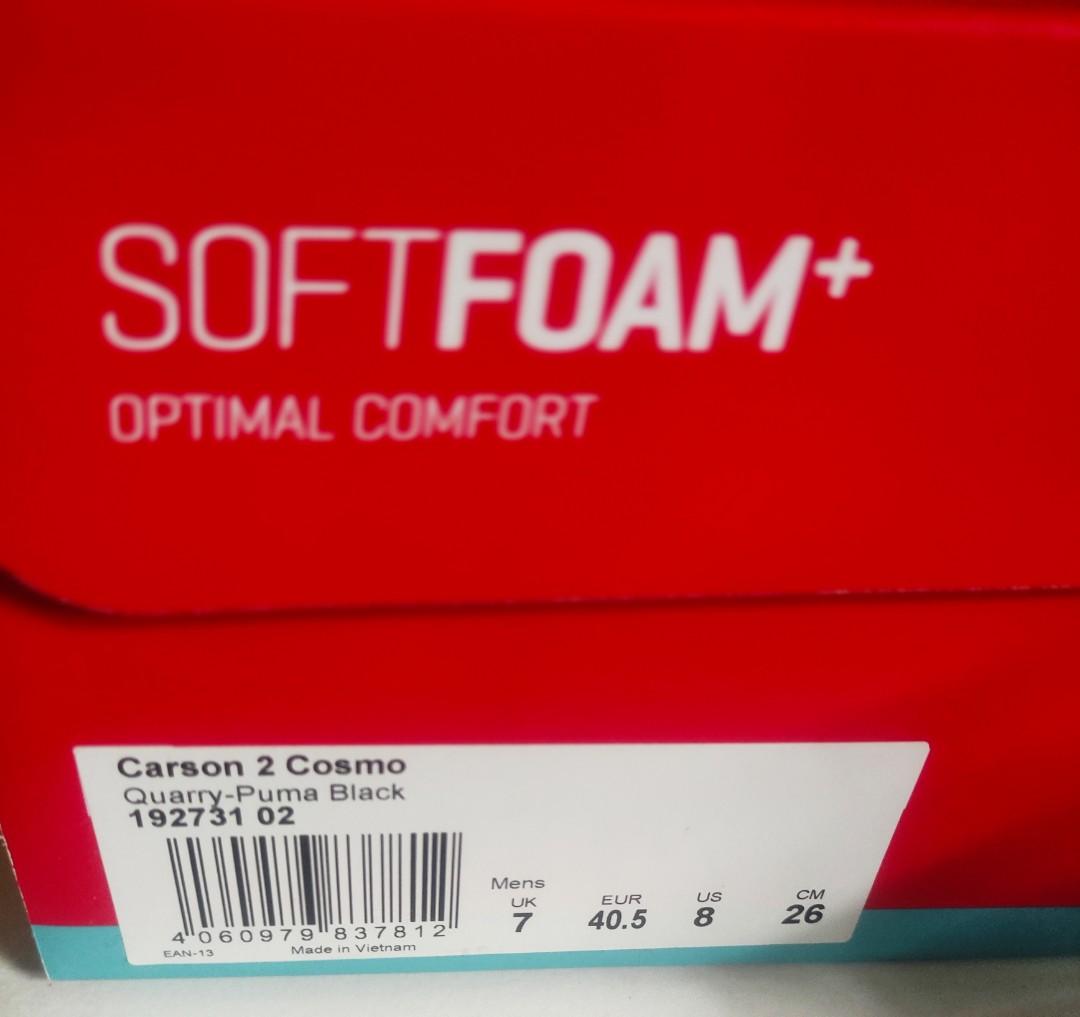 SOFTFOAM+
OPTIMAL COMFORT
Carson 2 Cosmo
Quarry-Puma Black
192731 02
Mens
UK EUR US CM
7 40.5 8 26
4 060979 837812
EAN-13 Made in Vietnam